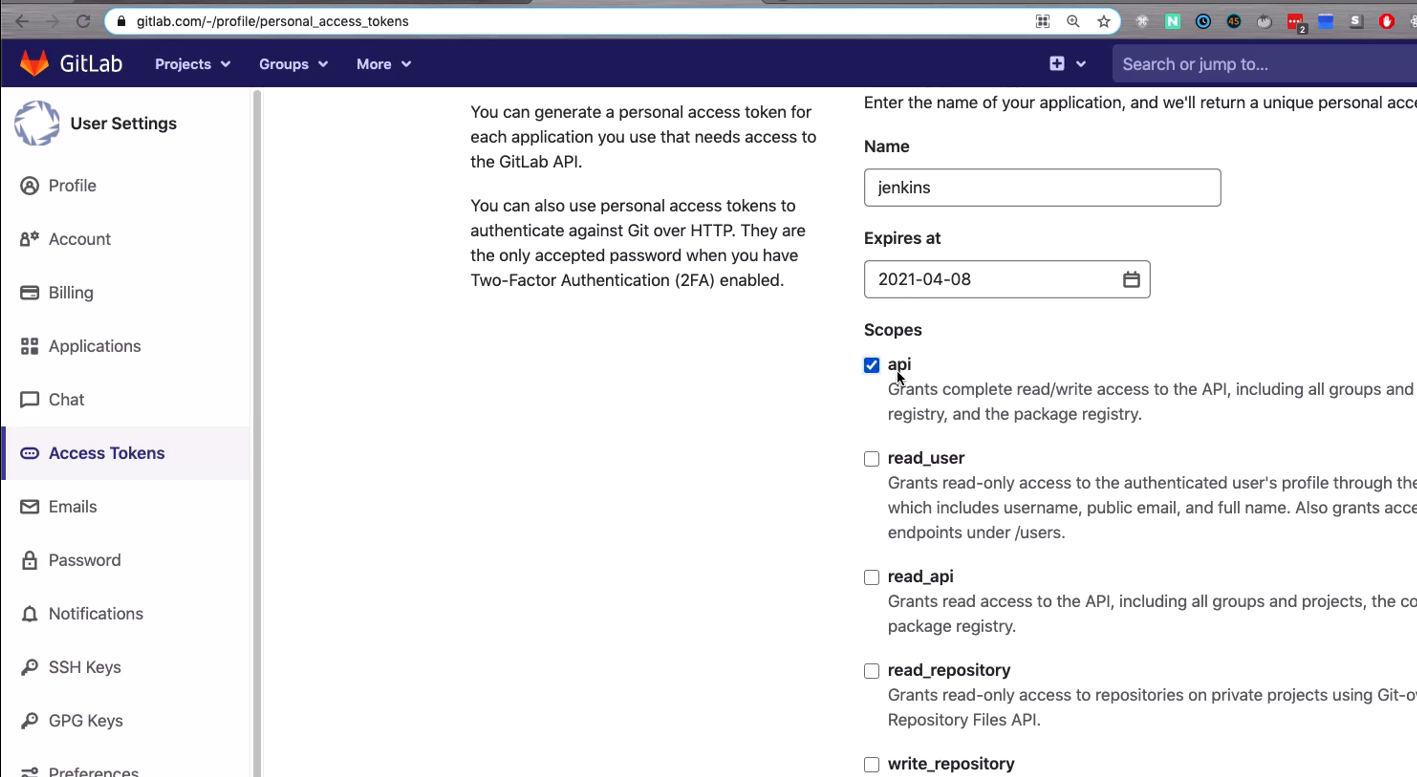 gitlab.com/-/profile/personal_access_tokens
45
2
S
N
GitLab
Projects
Groups
More
Search or jump to...
User Settings
Profile
Account
Billing
Applications
Chat
Access Tokens
Emails
Password
Notifications
SSH Keys
GPG Keys
Preferences
You can generate a personal access token for
each application you use that needs access to
the GitLab API.
You can also use personal access tokens to
authenticate against Git over HTTP. They are
the only accepted password when you have
Two-Factor Authentication (2FA) enabled.
Enter the name of your application, and we'll return a unique personal acce
Name
jenkins
Expires at
2021-04-08
Scopes
api
Grants complete read/write access to the API, including all groups and
registry, and the package registry.
read_user
Grants read-only access to the authenticated user's profile through the
which includes username, public email, and full name. Also grants acce
endpoints under /users.
read_api
Grants read access to the API, including all groups and projects, the co
package registry.
read_repository
Grants read-only access to repositories on private projects using Git-ov
Repository Files API.
write_repository